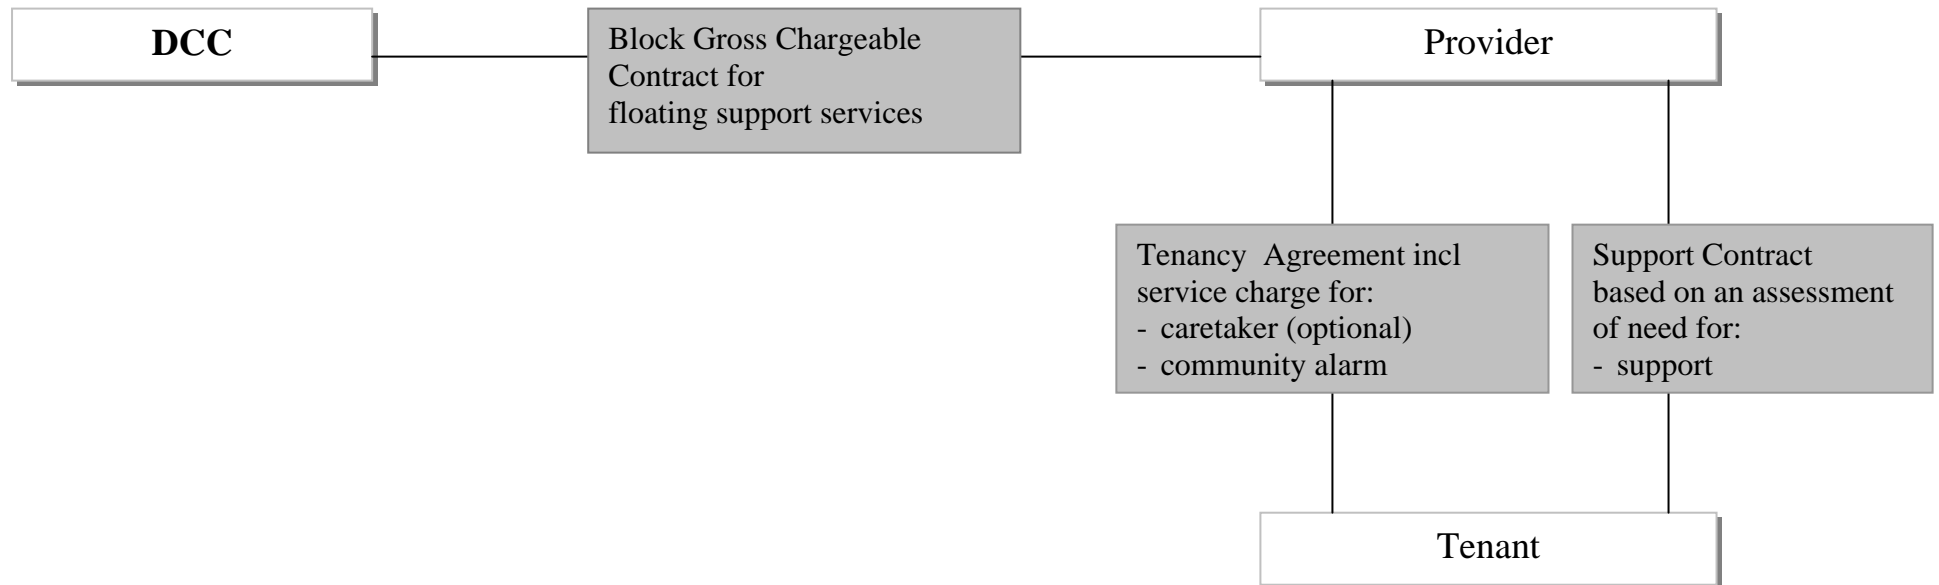 DCC
Block Gross Chargeable
Contract for
floating support services
Provider
Tenancy Agreement incl
service charge for:
- caretaker (optional)
- community alarm
Support Contract
based on an assessment
of need for:
- support
Tenant